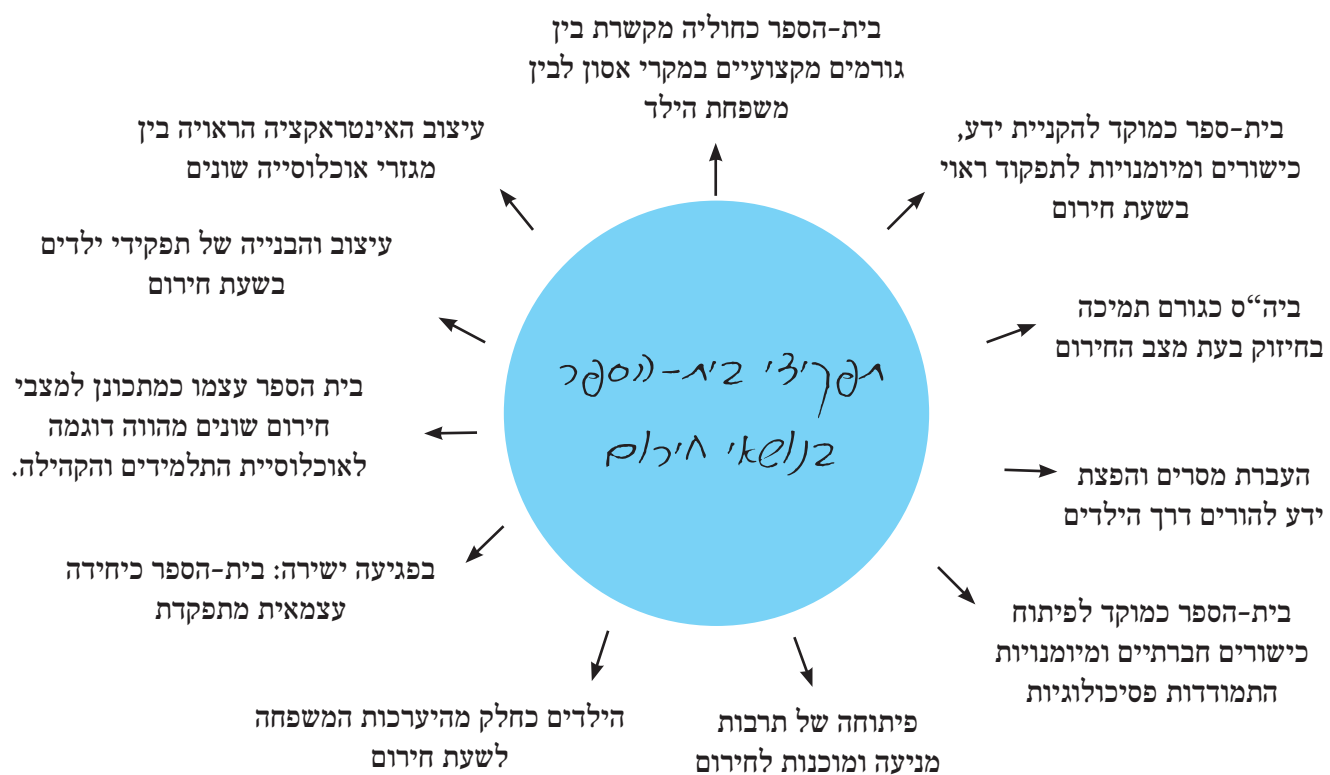 תפקידי בית-הספר
בנושאי חירום
בית-הספר כחוליה מקשרת בין
גורמים מקצועיים במקרי אסון לבין
משפחת הילד
בית-ספר כמוקד להקניית ידע,
כישורים ומיומנויות לתפקוד ראוי
בשעת חירום
ביה“ס כגורם תמיכה
בחיזוק בעת מצב החירום
העברת מסרים והפצת
ידע להורים דרך הילדים
בית-הספר כמוקד לפיתוח
כישורים חברתיים ומיומנויות
התמודדות פסיכולוגיות
פיתוחה של תרבות
מניעה ומוכנות לחירום
הילדים כחלק מהיערכות המשפחה
לשעת חירום
בפגיעה ישירה: בית-הספר כיחידה
עצמאית מתפקדת
בית הספר עצמו כמתכונן למצבי
חירום שונים מהווה דוגמה
לאוכלוסיית התלמידים והקהילה.
עיצוב והבנייה של תפקידי ילדים
בשעת חירום
עיצוב האינטראקציה הראויה בין
מגזרי אוכלוסייה שונים